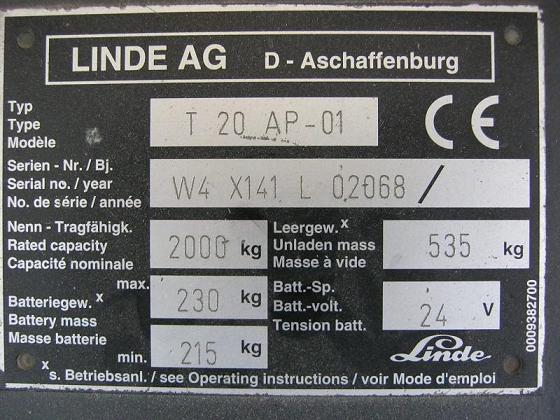 LINDE AG D - Aschaffenburg
Typ
Type
Modèle
T 20 AP-01
CE
Serien - Nr. / Bj.
Serial no. / year
No. de série / année
W4 X141 L 02068 /
Nenn - Tragfähigk.
Rated capacity
Capacité nominale
2000 kg
Leergew. x
Unladen mass
Masse à vide
535 kg
Batteriegew. x
Battery mass
Masse batterie
max.
230 kg
min.
215 kg
Batt.-Sp.
Batt.-volt.
Tension batt.
24 V
Linde
0009382700
x s. Betriebsanl. / see Operating instructions / voir Mode d'emploi